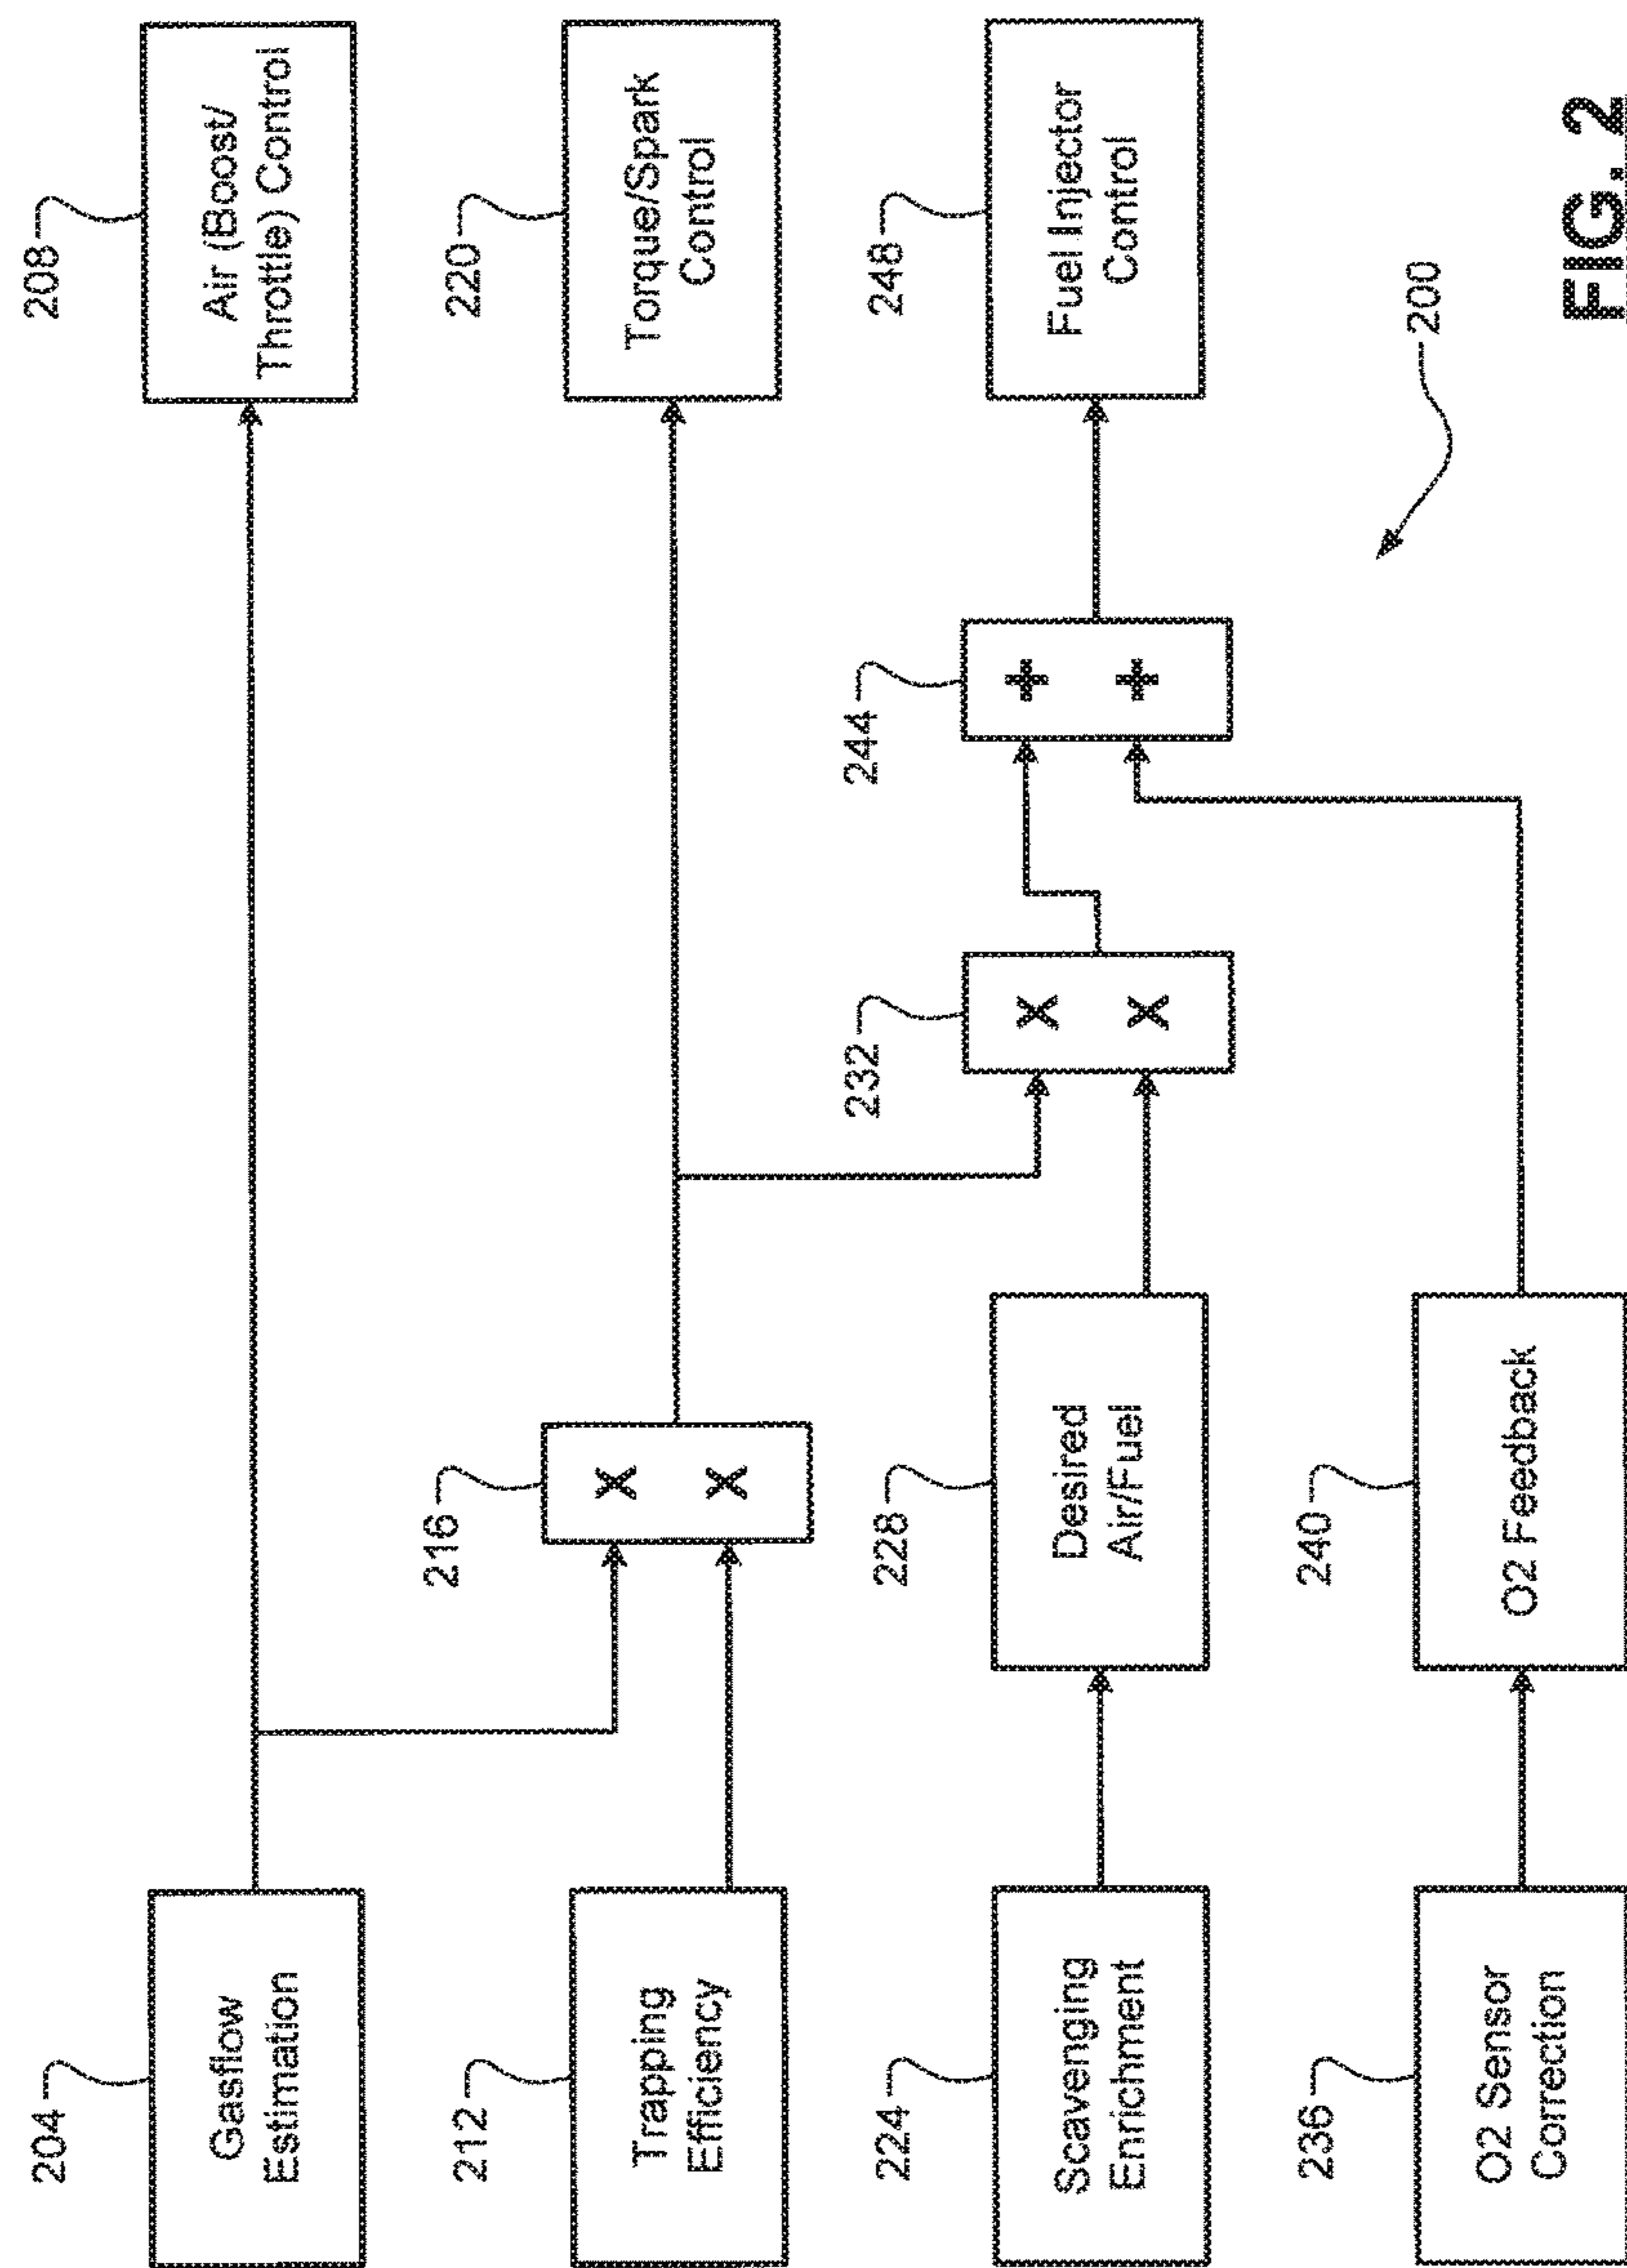 204
Gasflow
Estimation
208
Air (Boost/
Throttle) Control
212
Trapping
Efficiency
216
X
X
220
Torque/Spark
Control
224
Scavenging
Enrichment
228
Desired
Air/Fuel
232
X
X
244
+
+
248
Fuel Injector
Control
236
O2 Sensor
Correction
240
O2 Feedback
200
FIG. 2